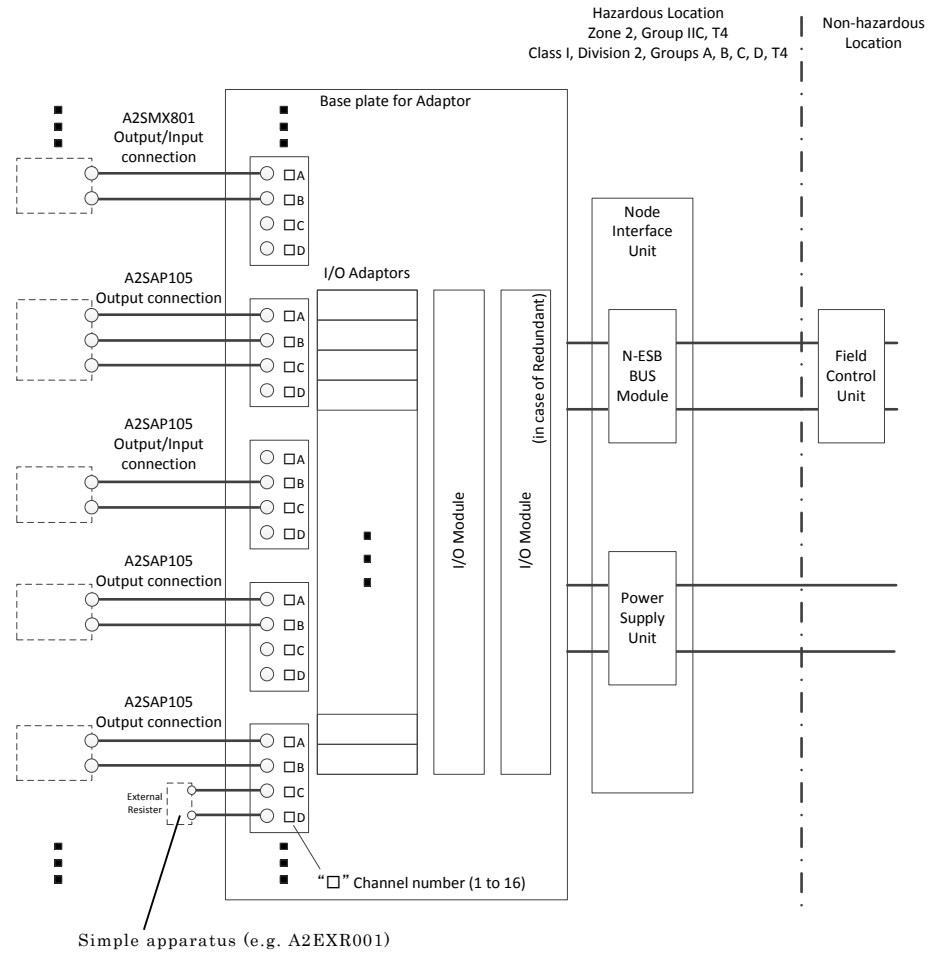 Hazardous Location
Zone 2, Group IIC, T4
Class I, Division 2, Groups A, B, C, D, T4
Non-hazardous
Location
Base plate for Adaptor
A2SMX801
Output/Input
connection
□A
□B
□C
□D
Node
Interface
Unit
I/O Adaptors
A2SAP105
Output connection
□A
□B
□C
□D
(in case of Redundant)
N-ESB
BUS
Module
Field
Control
Unit
A2SAP105
Output/Input
connection
□A
□B
□C
□D
I/O Module
I/O Module
A2SAP105
Output connection
□A
□B
□C
□D
Power
Supply
Unit
A2SAP105
Output connection
□A
□B
□C
□D
External
Resister
“□” Channel number (1 to 16)
Simple apparatus (e.g. A2EXR001)